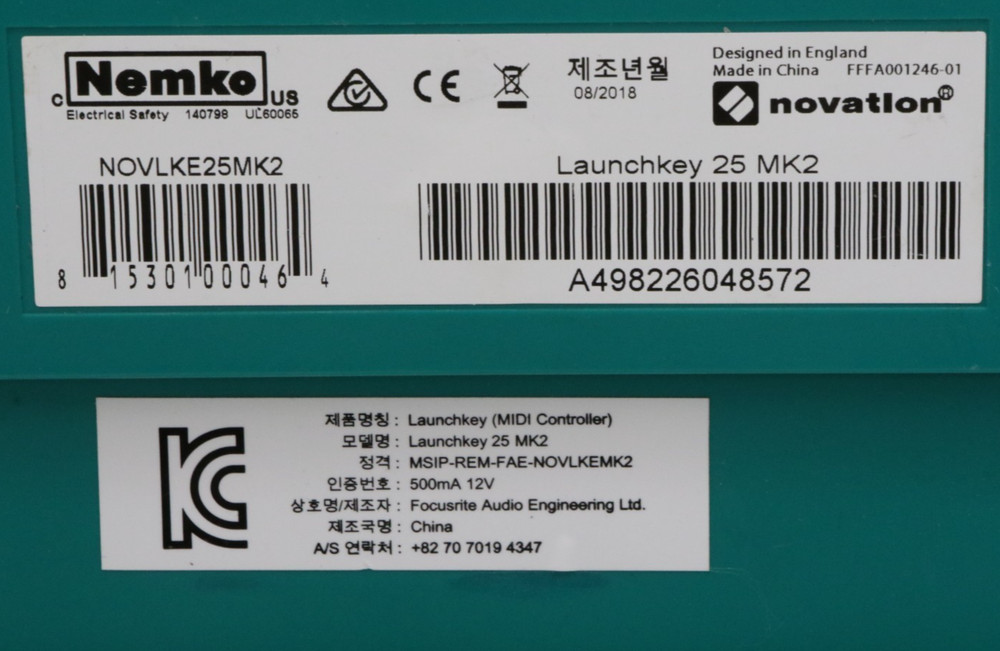 c Nemko US
Electrical Safety 140798 UL60065
CE
제조년월
08/2018
Designed in England
Made in China FFFA001246-01
novation®
NOVLKE25MK2
8 15301 00046 4
Launchkey 25 MK2
A498226048572
제품명칭 : Launchkey (MIDI Controller)
모델명 : Launchkey 25 MK2
정격 : MSIP-REM-FAE-NOVLKEMK2
인증번호 : 500mA 12V
상호명/제조자 : Focusrite Audio Engineering Ltd.
제조국명 : China
A/S 연락처 : +82 70 7019 4347